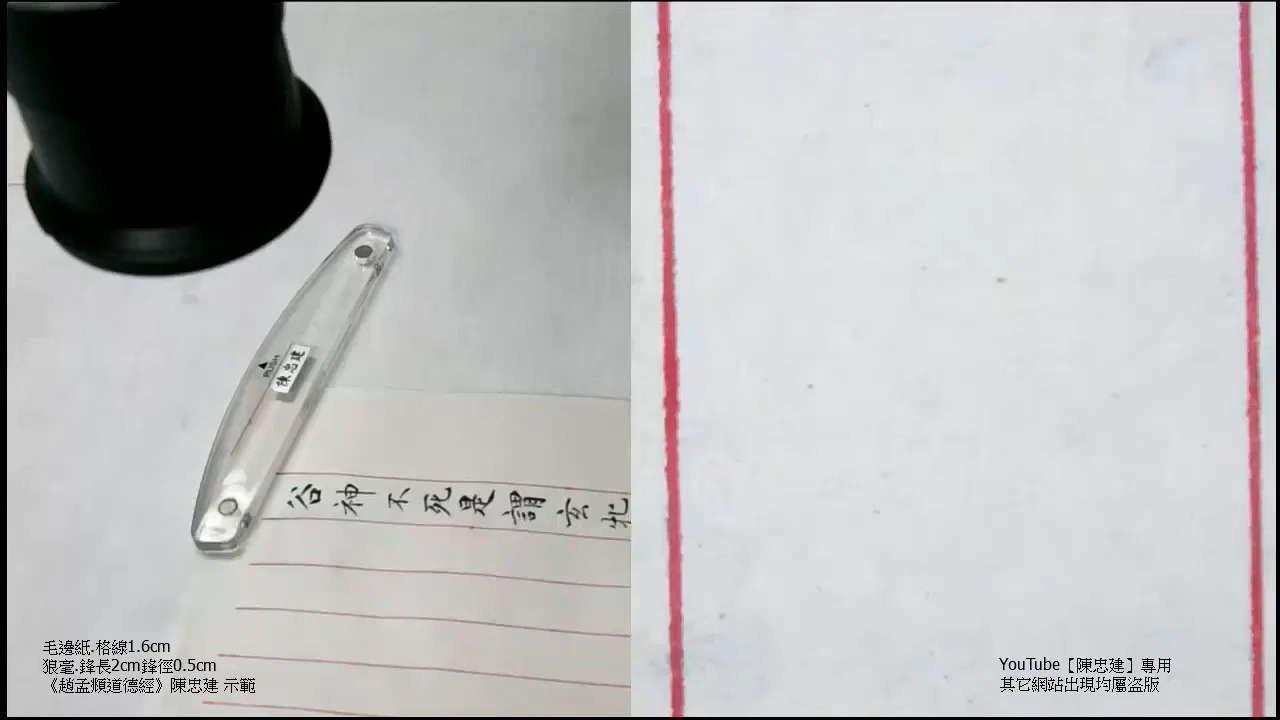 PUSH
陳忠建
谷神不死是謂玄牝
毛邊紙.格線1.6cm
狼毫.鋒長2cm鋒徑0.5cm
《趙孟頫道德經》陳忠建 示範
YouTube［陳忠建］專用
其它網站出現均屬盜版